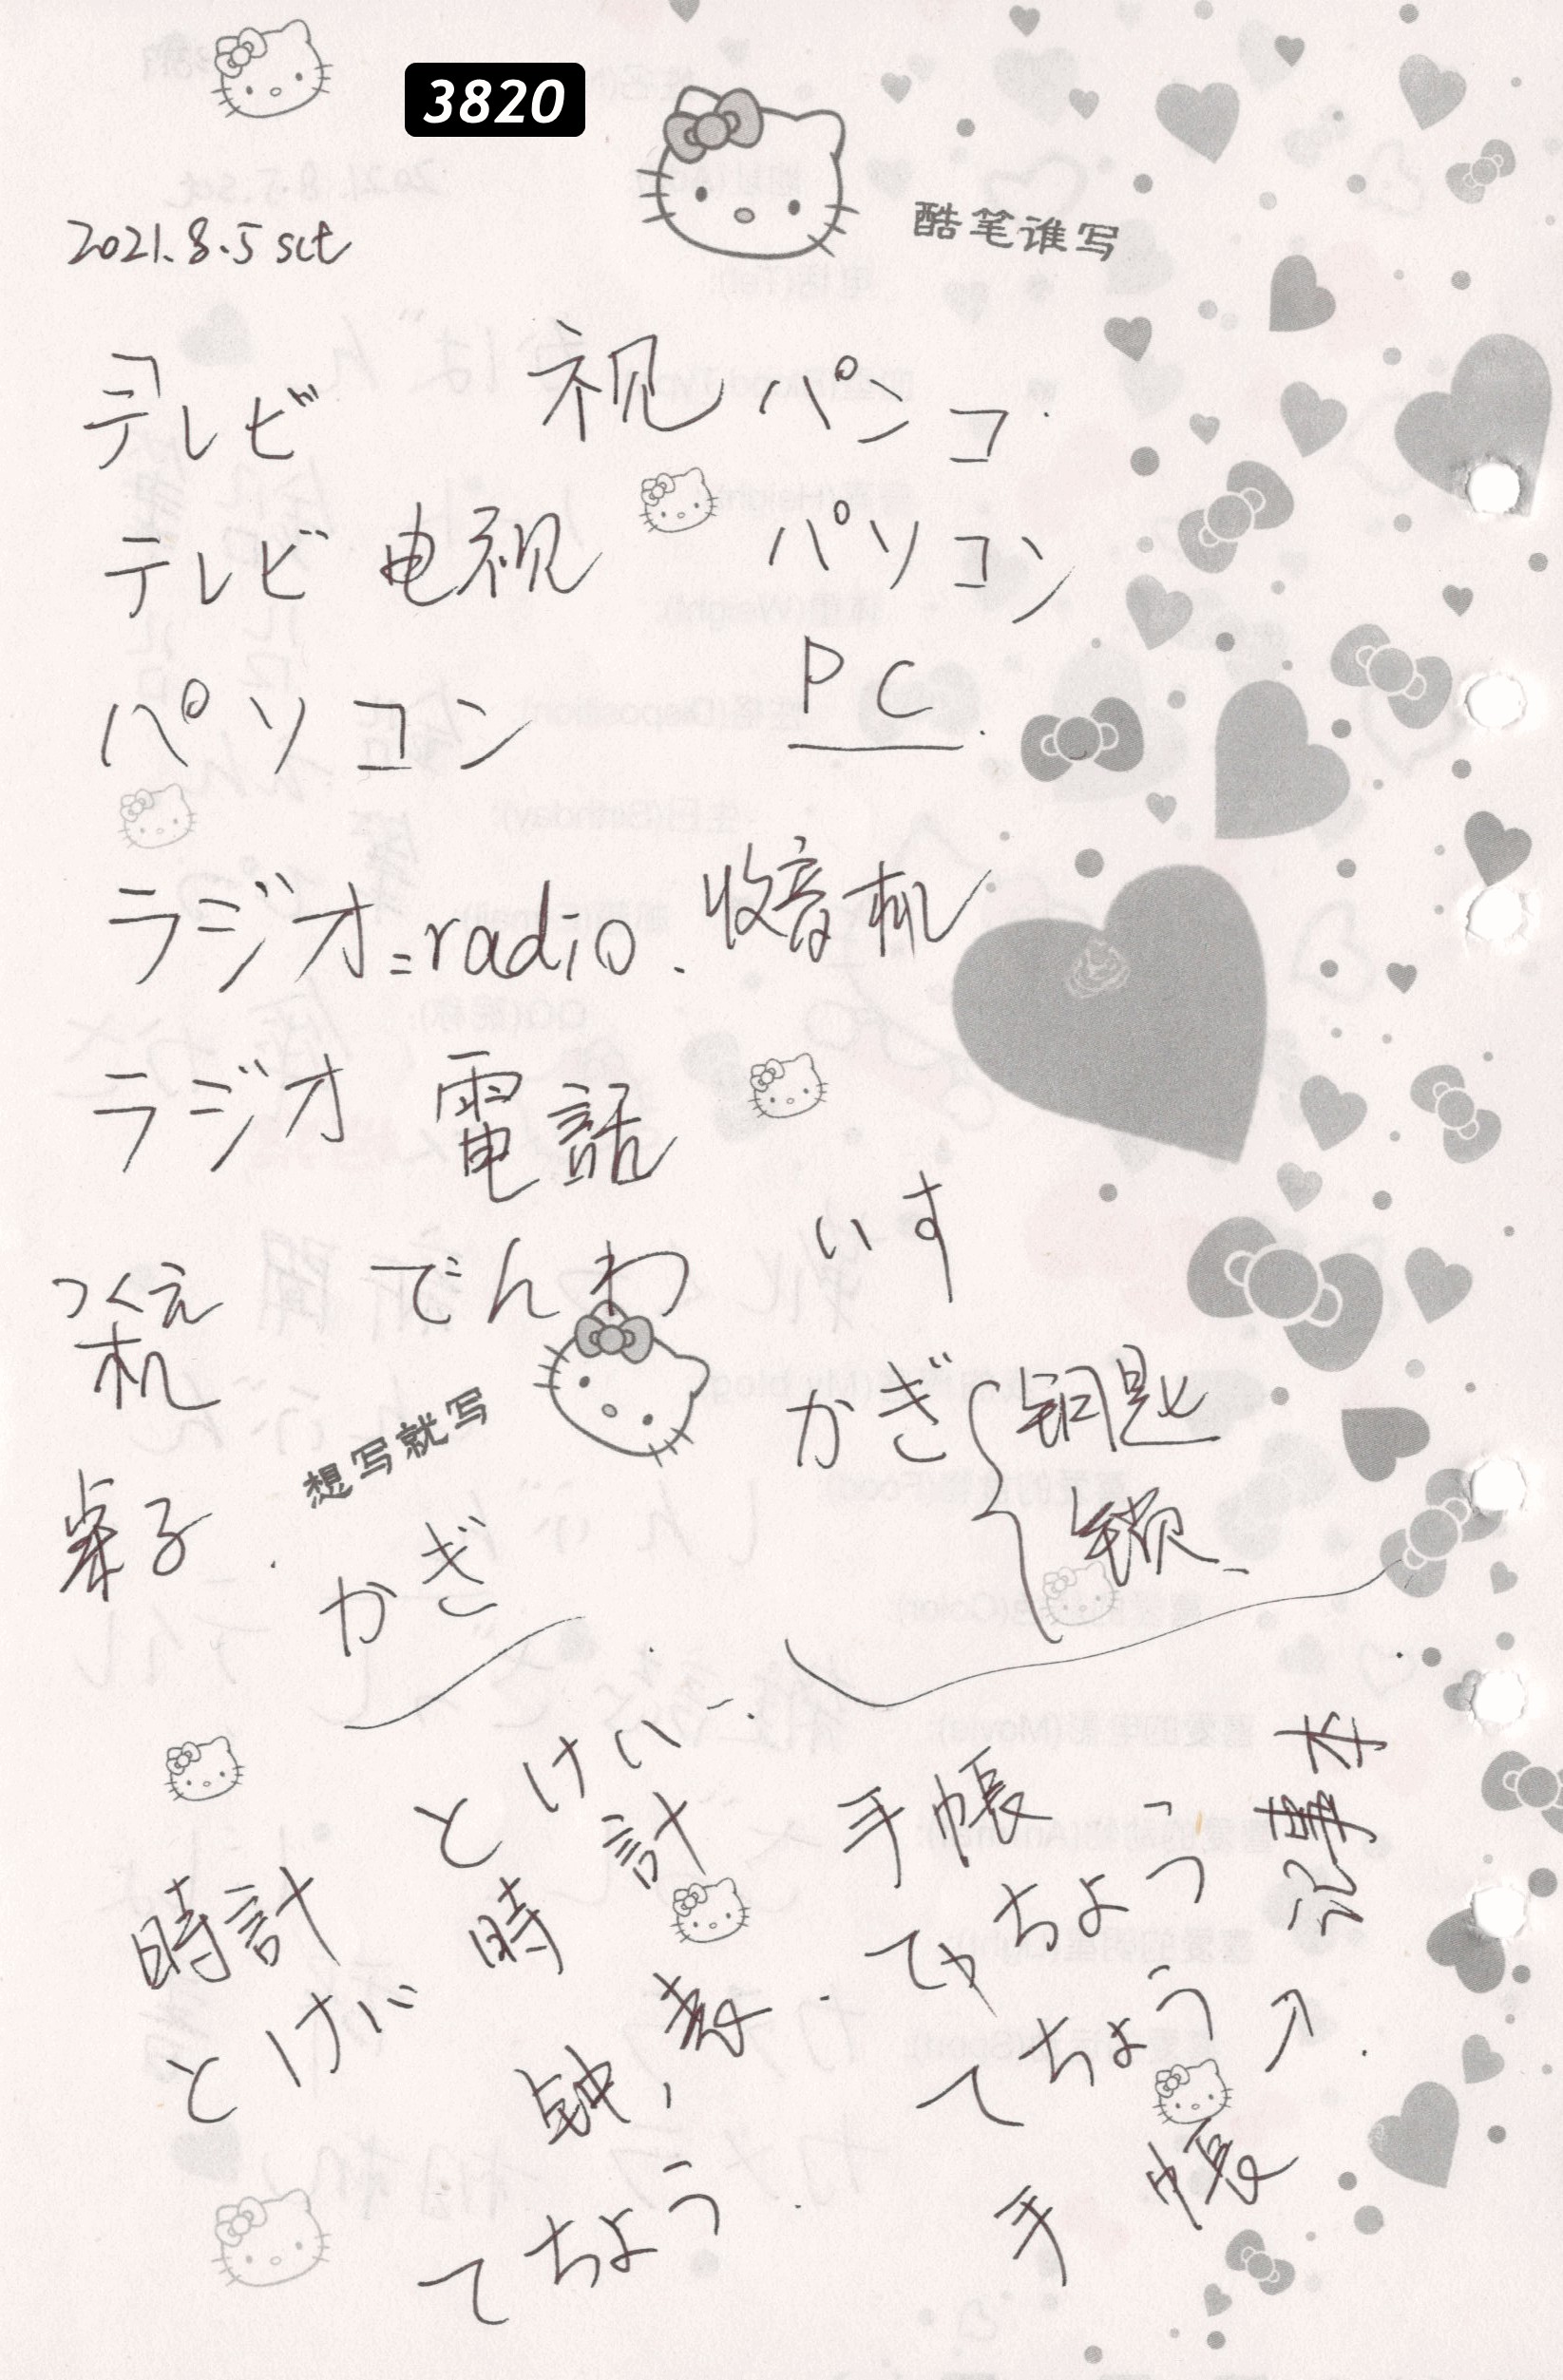 3820
酷笔谁写
2021.8.5 sct
テレビ 视 パンコ
テレビ 电视 パソコン
パソコン PC
ラジオ=radio. 收音机
ラジオ 電話
つくえ でんわ いす
机
かぎ 钥匙
锁
想写就写
桌子. かぎ
とけい
時計 時計 手帳 记事本
とけい てちょう
钟,表. てちょう
てちょう. 手帳